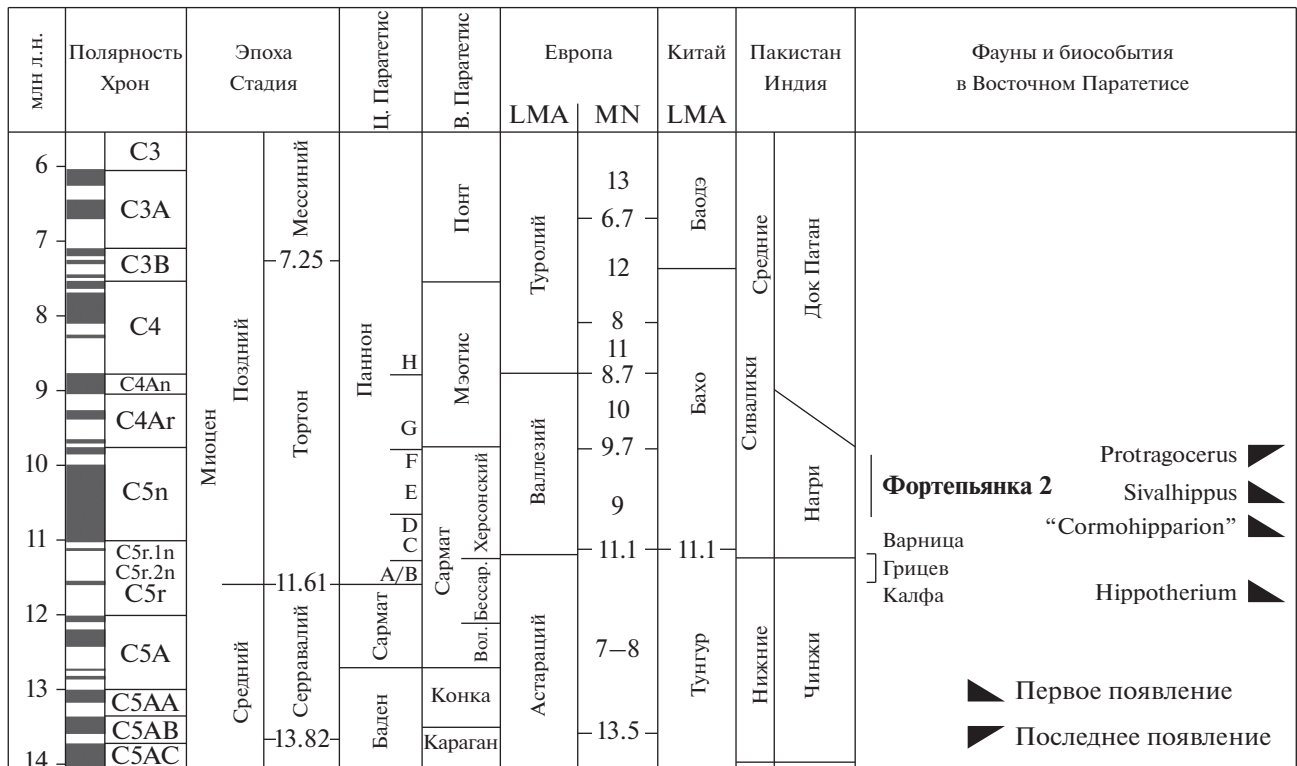 млн л.н.
Полярность
Хрон
Эпоха
Стадия
Ц. Паратетис
В. Паратетис
Европа
LMA MN
Китай
LMA
Пакистан
Индия
Фауны и биособытия
в Восточном Паратетисе
6
7
8
9
10
11
12
13
14
C3
C3A
C3B
C4
C4An
C4Ar
C5n
C5r.1n
C5r.2n
C5r
C5A
C5AA
C5AB
C5AC
Миоцен
Поздний
Средний
Мессиний
7.25
Тортон
11.61
Серравалий
13.82
Паннон
H
G
F
E
D
C
A/B
Сармат
Баден
Понт
Мэотис
Сармат
Херсонский
Бессар.
Вол.
Конка
Караган
Туролий
Валлезий
Астараций
13
6.7
12
8
11
8.7
10
9.7
9
11.1
7–8
13.5
Баодэ
Бахо
11.1
Тунгур
Сивалики
Средние
Нижние
Док Патан
Нагри
Чинжи
Фортепьянка 2
Варница
Грицев
Калфа
Protragocerus
Sivalhippus
“Cormohipparion”
Hippotherium
Первое появление
Последнее появление